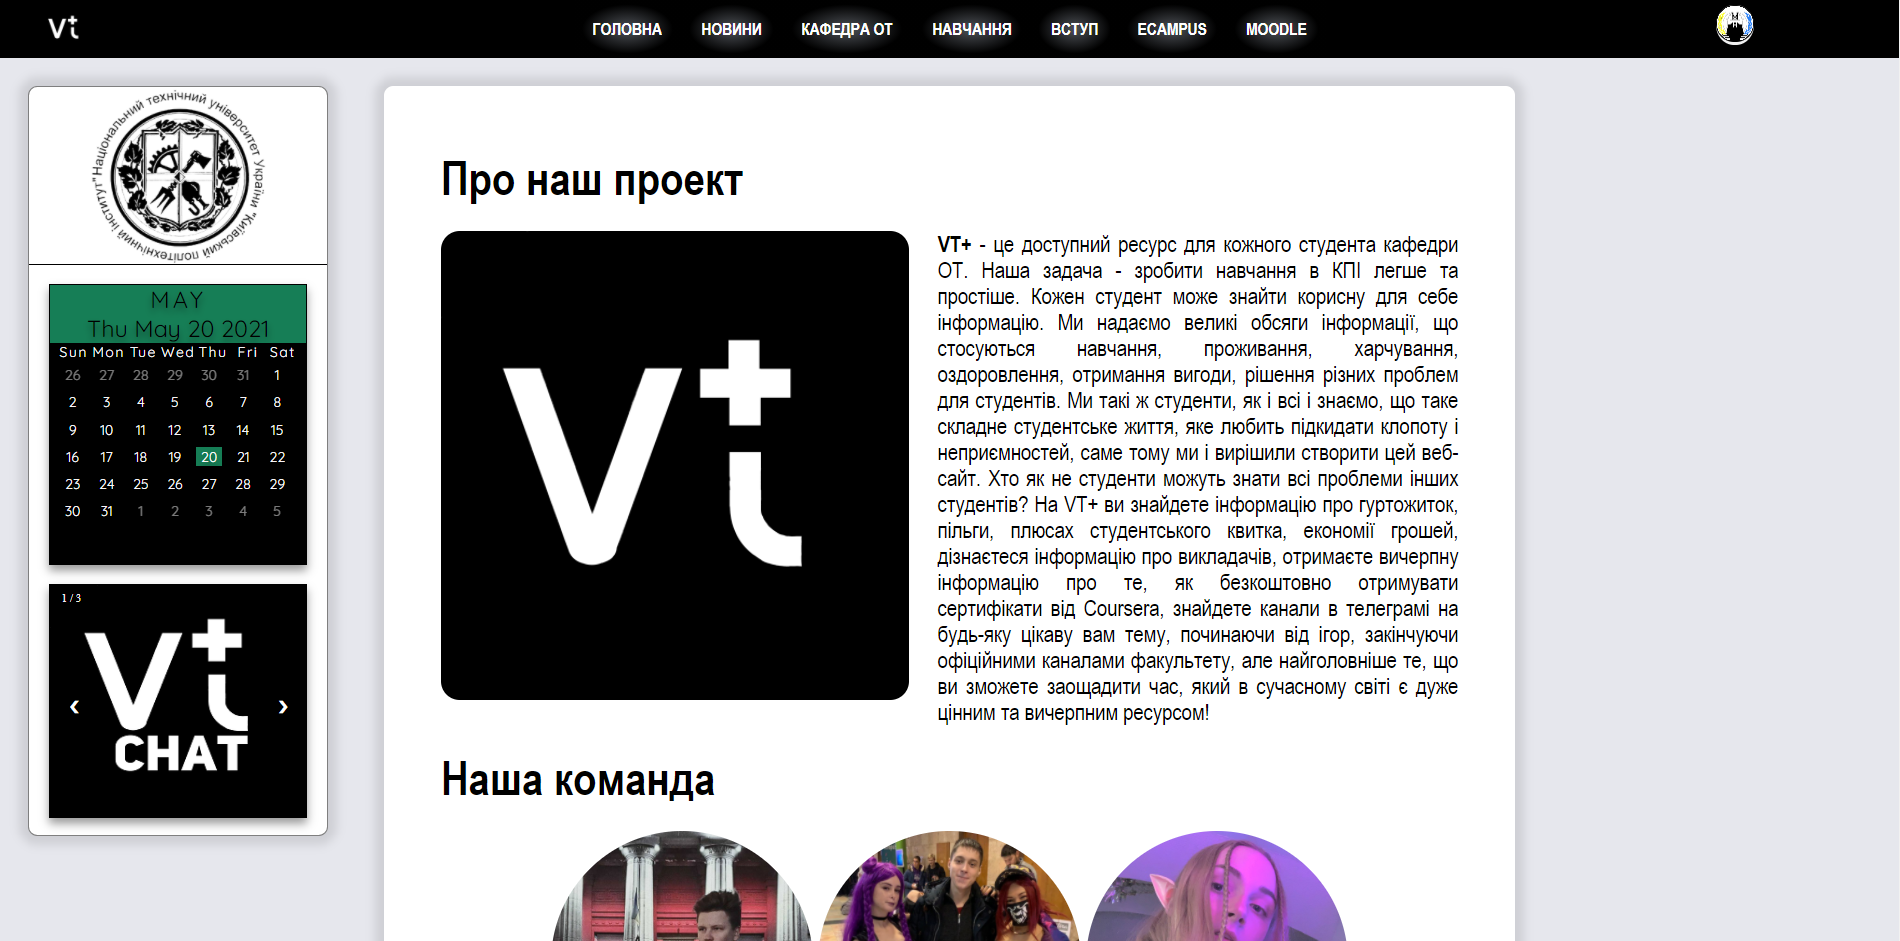 Vt
ГОЛОВНА НОВИНИ КАФЕДРА ОТ НАВЧАННЯ ВСТУП ECAMPUS MOODLE
Національний технічний університет України "Київський політехнічний інститут"
MAY
Thu May 20 2021
Sun Mon Tue Wed Thu Fri Sat
26 27 28 29 30 31 1
2 3 4 5 6 7 8
9 10 11 12 13 14 15
16 17 18 19 20 21 22
23 24 25 26 27 28 29
30 31 1 2 3 4 5
1 / 3
Vt
CHAT
Про наш проект
Vt
VT+ - це доступний ресурс для кожного студента кафедри
ОТ. Наша задача - зробити навчання в КПІ легше та
простіше. Кожен студент може знайти корисну для себе
інформацію. Ми надаємо великі обсяги інформації, що
стосуються навчання, проживання, харчування,
оздоровлення, отримання вигоди, рішення різних проблем
для студентів. Ми такі ж студенти, як і всі і знаємо, що таке
складне студентське життя, яке любить підкидати клопоту і
неприємностей, саме тому ми і вирішили створити цей веб-
сайт. Хто як не студенти можуть знати всі проблеми інших
студентів? На VT+ ви знайдете інформацію про гуртожиток,
пільги, плюсах студентського квитка, економії грошей,
дізнаєтеся інформацію про викладачів, отримаєте вичерпну
інформацію про те, як безкоштовно отримувати
сертифікати від Coursera, знайдете канали в телеграмі на
будь-яку цікаву вам тему, починаючи від ігор, закінчуючи
офіційними каналами факультету, але найголовніше те, що
ви зможете заощадити час, який в сучасному світі є дуже
цінним та вичерпним ресурсом!
Наша команда